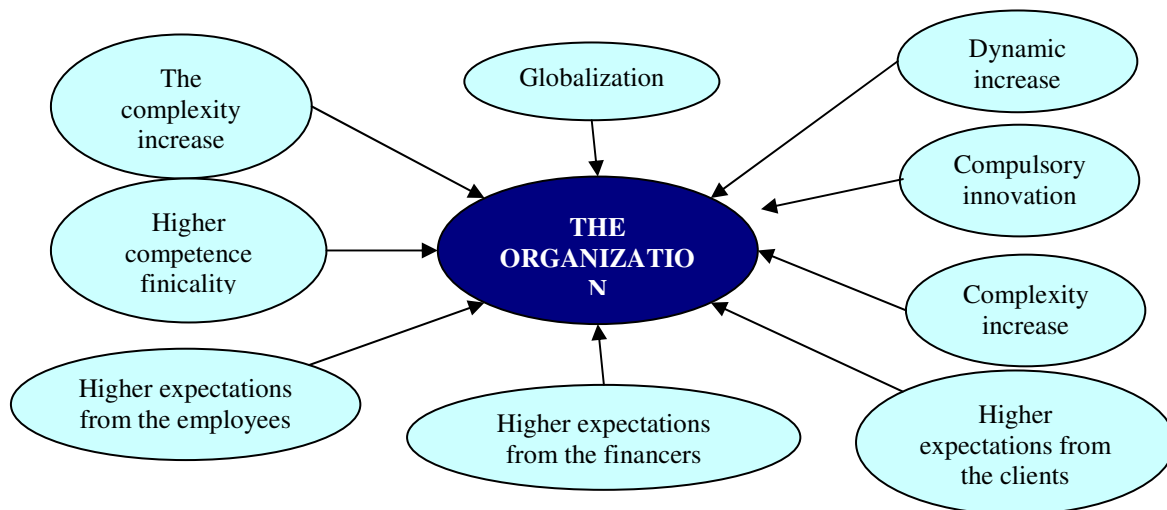 The
complexity
increase
Globalization
Dynamic
increase
Compulsory
innovation
Higher
competence
finicality
THE
ORGANIZATIO
N
Complexity
increase
Higher expectations
from the employees
Higher expectations
from the financers
Higher
expectations from
the clients